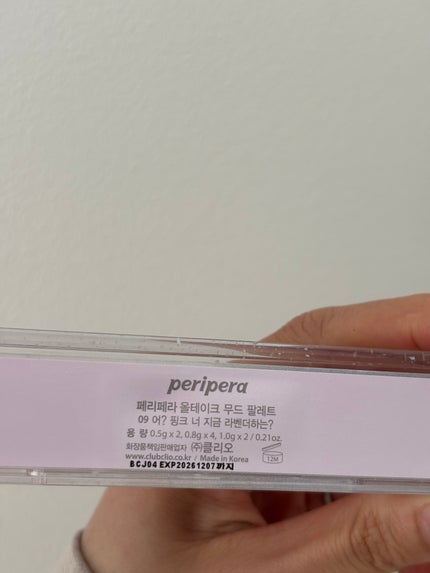 peripera
페리페라 올테이크 무드 팔레트
09 어? 핑크 너 지금 라벤더하는?
용 량 0.5g x 2, 0.8g x 4, 1.0g x 2 / 0.21oz.
화장품책임판매업자 (주)클리오
www.clubclio.co.kr / Made in Korea
12M
BCJ04 EXP20261207까지